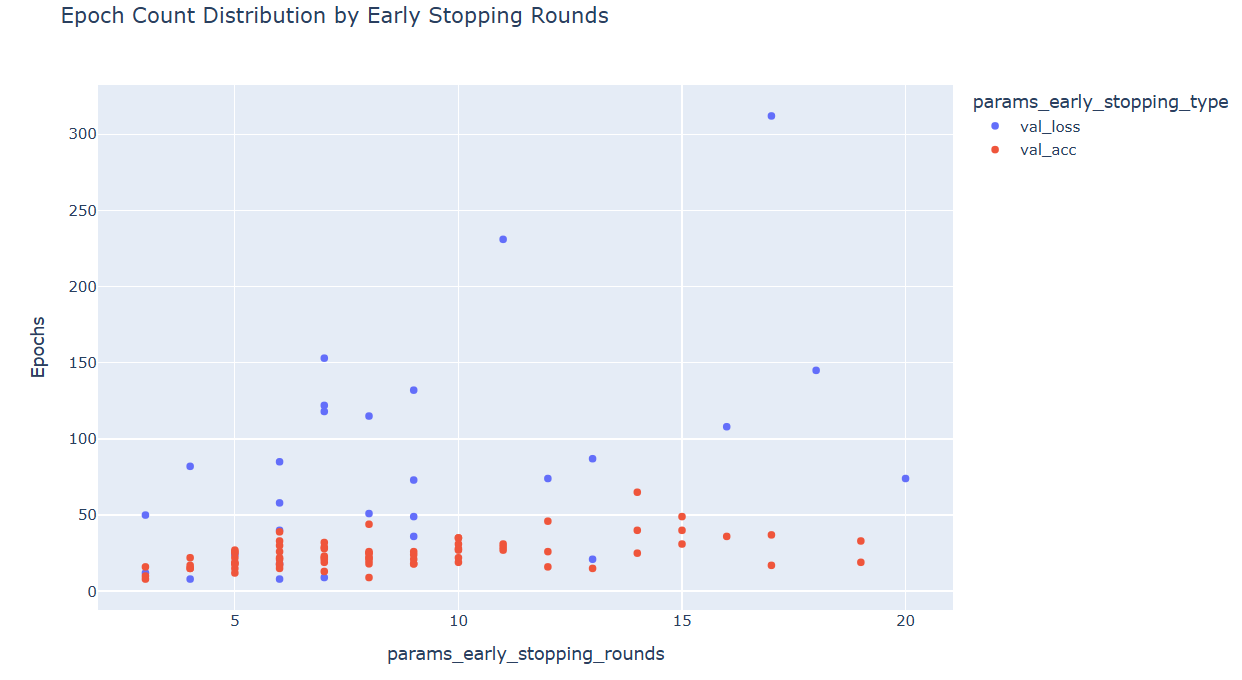 Epoch Count Distribution by Early Stopping Rounds
params_early_stopping_type
val_loss
val_acc
300
250
200
150
100
50
0
Epochs
5
10
15
20
params_early_stopping_rounds